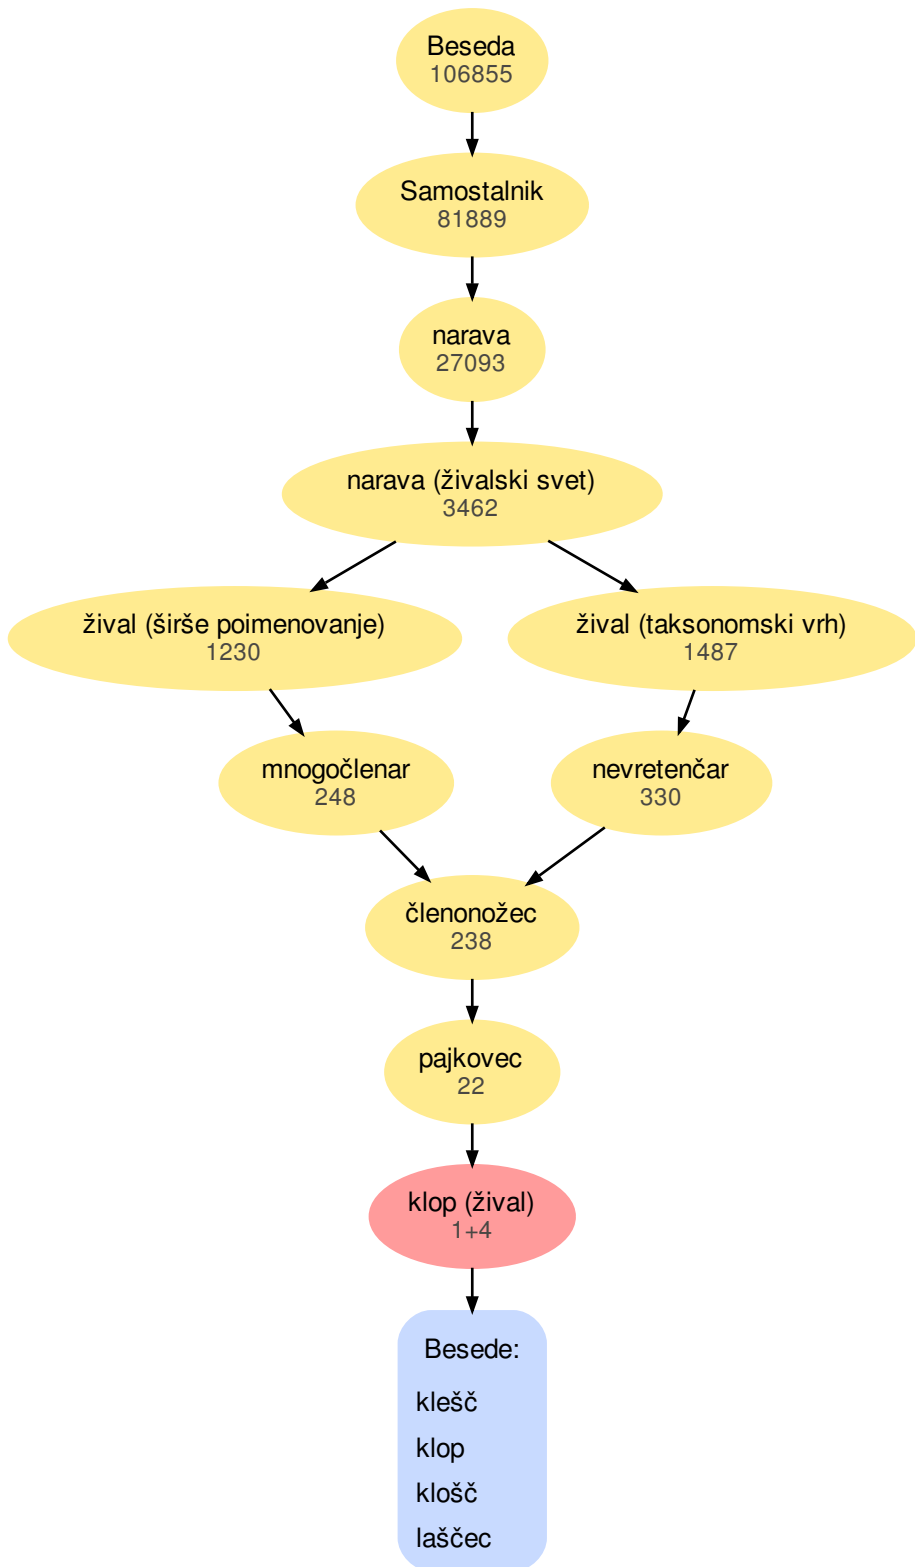 Beseda
106855
Samostalnik
81889
narava
27093
narava (živalski svet)
3462
žival (širše poimenovanje)
1230
žival (taksonomski vrh)
1487
mnogočlenar
248
nevretenčar
330
členonožec
238
pajkovec
22
klop (žival)
1+4
Besede:
klešč
klop
klošč
laščec